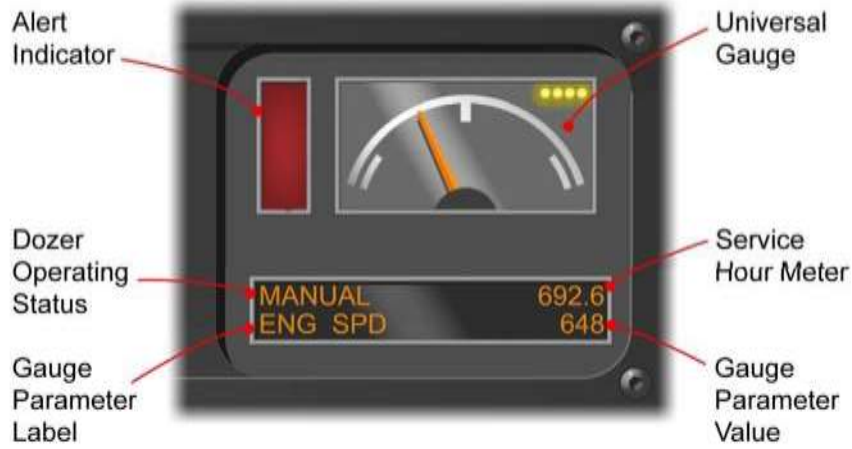 Alert
Indicator
Universal
Gauge
Dozer
Operating
Status
Service
Hour Meter
MANUAL 692.6
ENG SPD 648
Gauge
Parameter
Label
Gauge
Parameter
Value